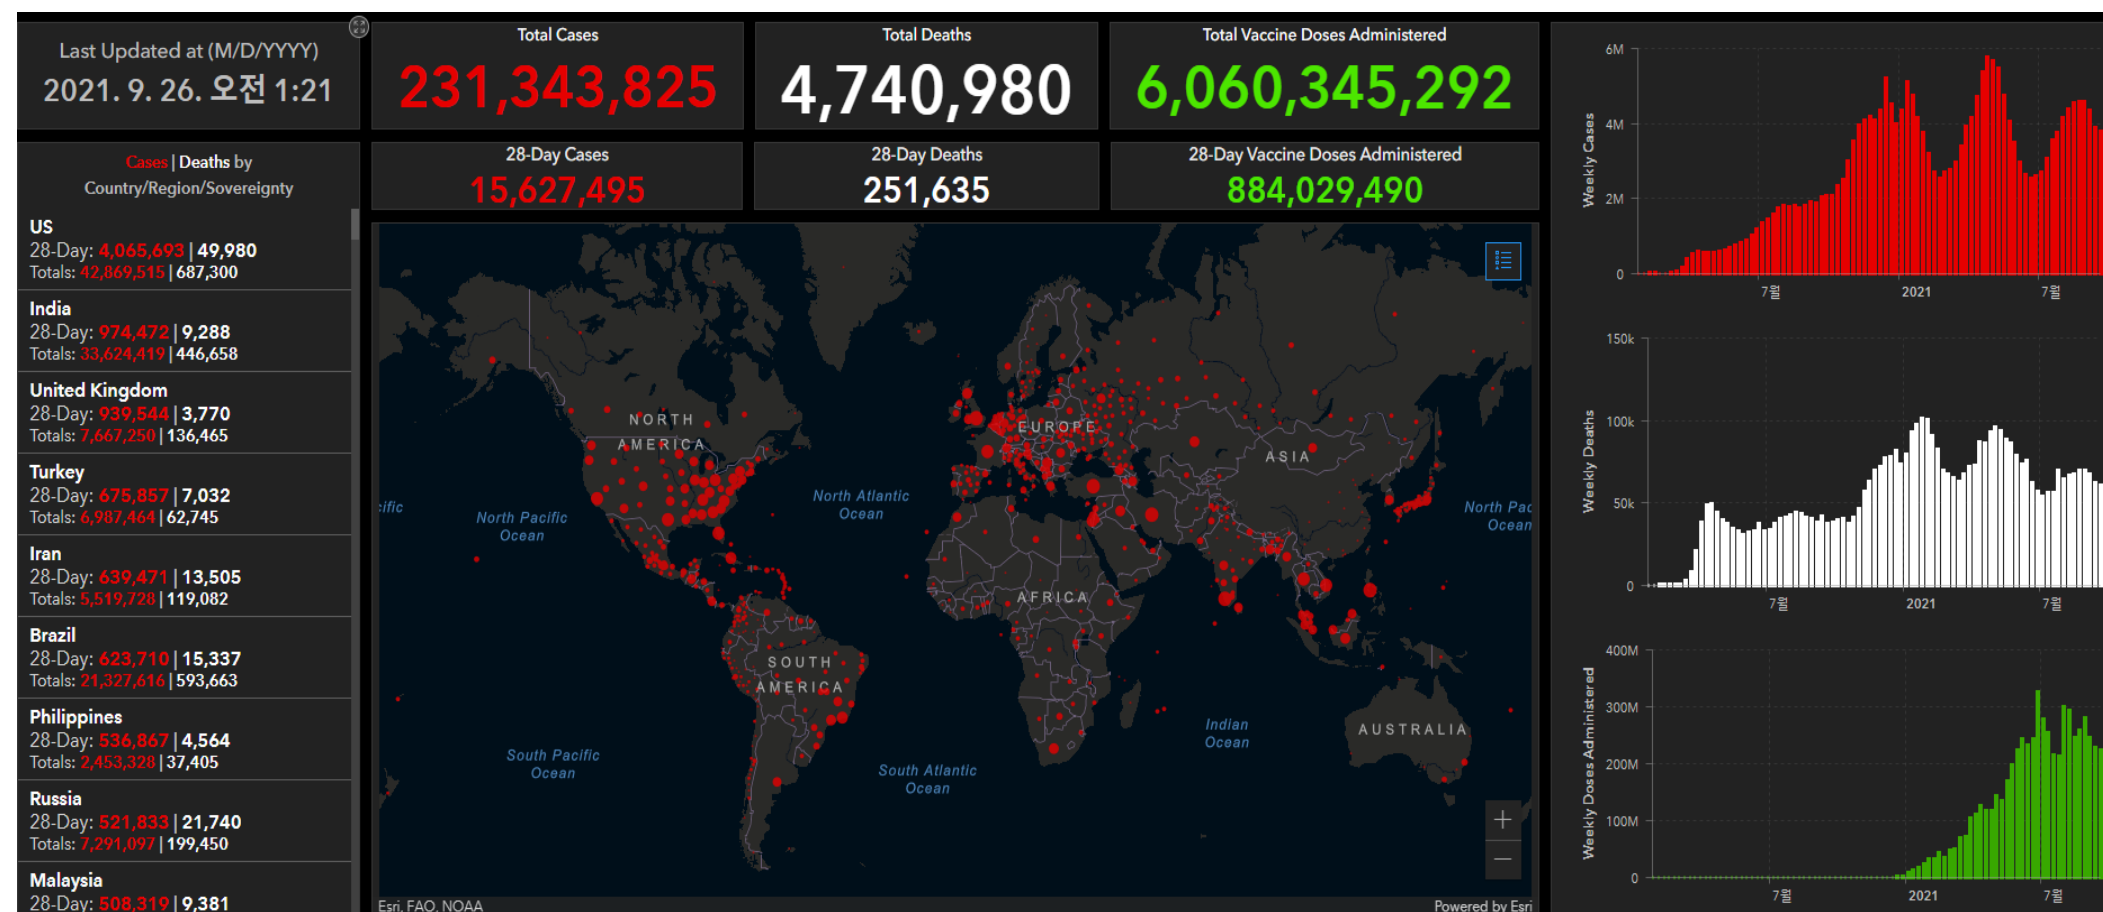 Last Updated at (M/D/YYYY)
2021. 9. 26. 오전 1:21
Cases | Deaths by
Country/Region/Sovereignty
US
28-Day: 4,065,693 | 49,980
Totals: 42,869,515 | 687,300
India
28-Day: 974,472 | 9,288
Totals: 33,624,419 | 446,658
United Kingdom
28-Day: 939,544 | 3,770
Totals: 7,667,250 | 136,465
Turkey
28-Day: 675,857 | 7,032
Totals: 6,987,464 | 62,745
Iran
28-Day: 639,471 | 13,505
Totals: 5,519,728 | 119,082
Brazil
28-Day: 623,710 | 15,337
Totals: 21,327,616 | 593,663
Philippines
28-Day: 536,867 | 4,564
Totals: 2,453,328 | 37,405
Russia
28-Day: 521,833 | 21,740
Totals: 7,291,097 | 199,450
Malaysia
28-Day: 508,319 | 9,381
Total Cases
231,343,825
Total Deaths
4,740,980
Total Vaccine Doses Administered
6,060,345,292
28-Day Cases
15,627,495
28-Day Deaths
251,635
28-Day Vaccine Doses Administered
884,029,490
NORTH
AMERICA
EUROPE
ASIA
cific
North Pacific
Ocean
North Atlantic
Ocean
North Pac
Ocean
AFRICA
SOUTH
AMERICA
Indian
Ocean
AUSTRALIA
South Pacific
Ocean
South Atlantic
Ocean
+
−
Esri, FAO, NOAA
Powered by Esri
Weekly Cases
6M
4M
2M
0
7월
2021
7월
Weekly Deaths
150k
100k
50k
0
7월
2021
7월
Weekly Doses Administered
400M
300M
200M
100M
0
7월
2021
7월